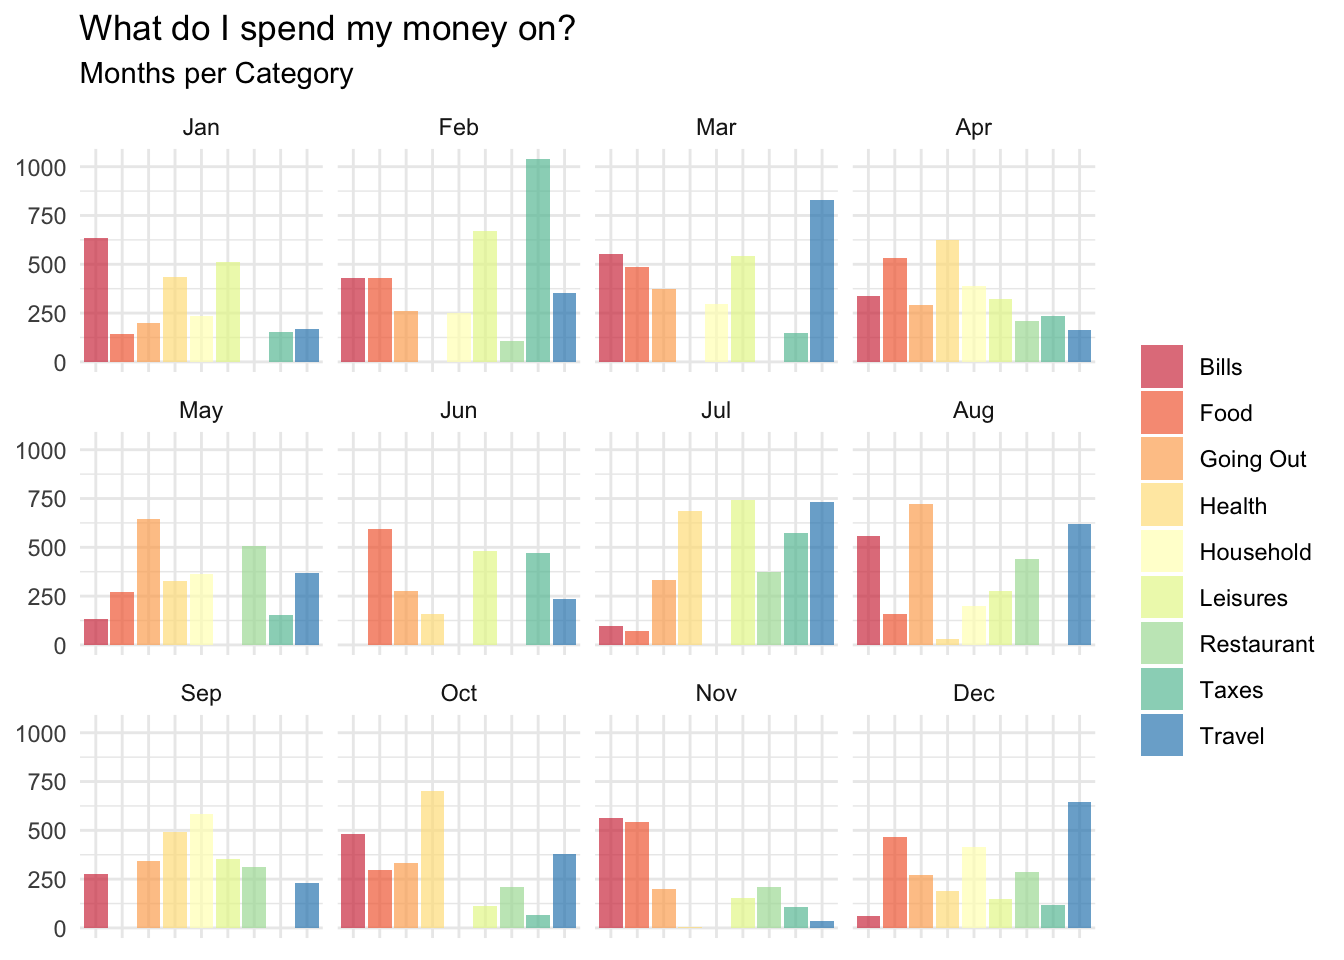 What do I spend my money on?
Months per Category
Jan Feb Mar Apr
1000
750
500
250
0
May Jun Jul Aug
1000
750
500
250
0
Sep Oct Nov Dec
1000
750
500
250
0
Bills
Food
Going Out
Health
Household
Leisures
Restaurant
Taxes
Travel